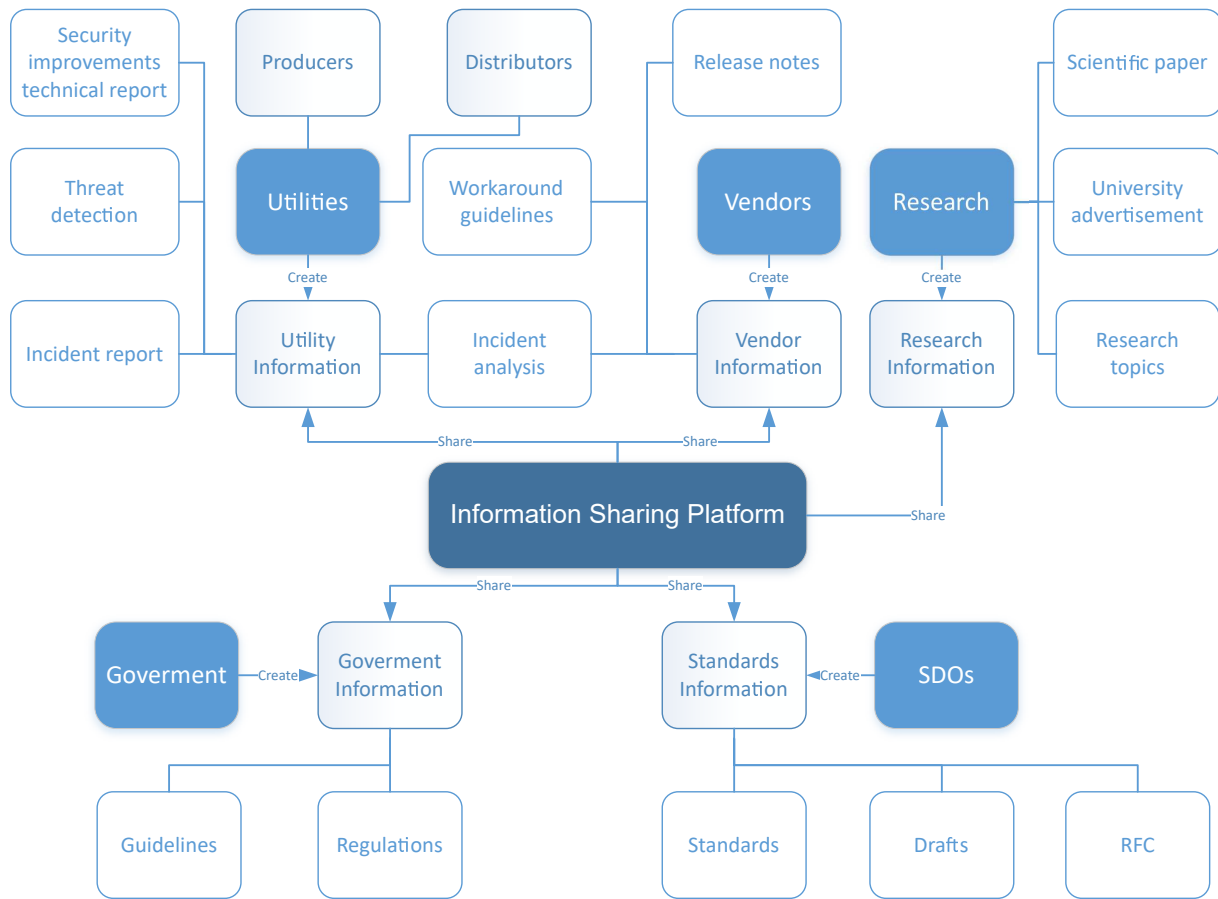 Security
improvements
technical report
Producers
Distributors
Release notes
Scientific paper
Threat
detection
Utilities
Workaround
guidelines
Vendors
Research
University
advertisement
Create
Create
Create
Incident report
Utility
Information
Incident
analysis
Vendor
Information
Research
Information
Research
topics
Share
Share
Information Sharing Platform
Share
Share
Share
Goverment
Create
Goverment
Information
Standards
Information
Create
SDOs
Guidelines
Regulations
Standards
Drafts
RFC